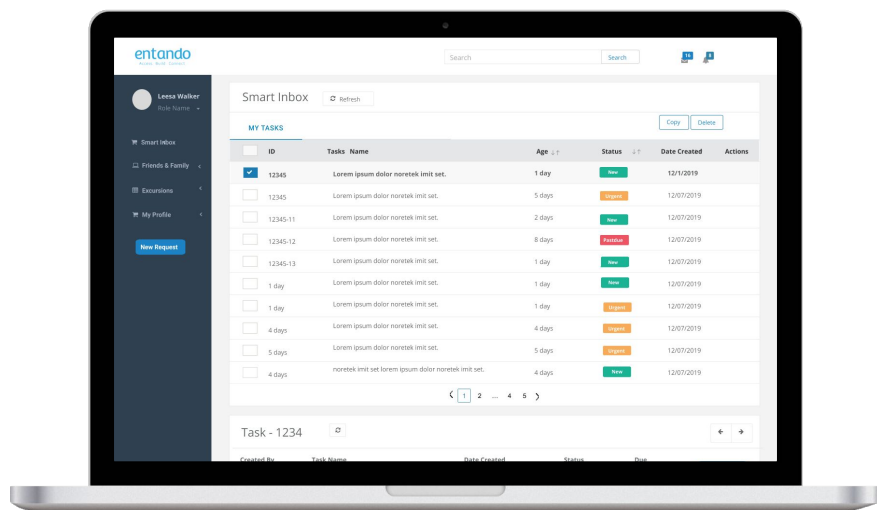 entando
Access. Build. Connect.
Search
Search
16
8
Leesa Walker
Role Name
Smart Inbox
Friends & Family
Excursions
My Profile
New Request
Smart Inbox
Refresh
MY TASKS
Copy
Delete
ID Tasks Name Age Status Date Created Actions
12345 Lorem ipsum dolor noretek imit set. 1 day New 12/1/2019
12345 Lorem ipsum dolor noretek imit set. 5 days Urgent 12/07/2019
12345-11 Lorem ipsum dolor noretek imit set. 2 days New 12/07/2019
12345-12 Lorem ipsum dolor noretek imit set. 8 days Pastdue 12/07/2019
12345-13 Lorem ipsum dolor noretek imit set. 1 day New 12/07/2019
1 day Lorem ipsum dolor noretek imit set. 1 day New 12/07/2019
1 day Lorem ipsum dolor noretek imit set. 1 day Urgent 12/07/2019
4 days Lorem ipsum dolor noretek imit set. 4 days Urgent 12/07/2019
5 days Lorem ipsum dolor noretek imit set. 5 days Urgent 12/07/2019
4 days noretek imit set lorem ipsum dolor noretek imit set. 4 days New 12/07/2019
1 2 ... 4 5
Task - 1234
Created By Task Name Date Created Status Due